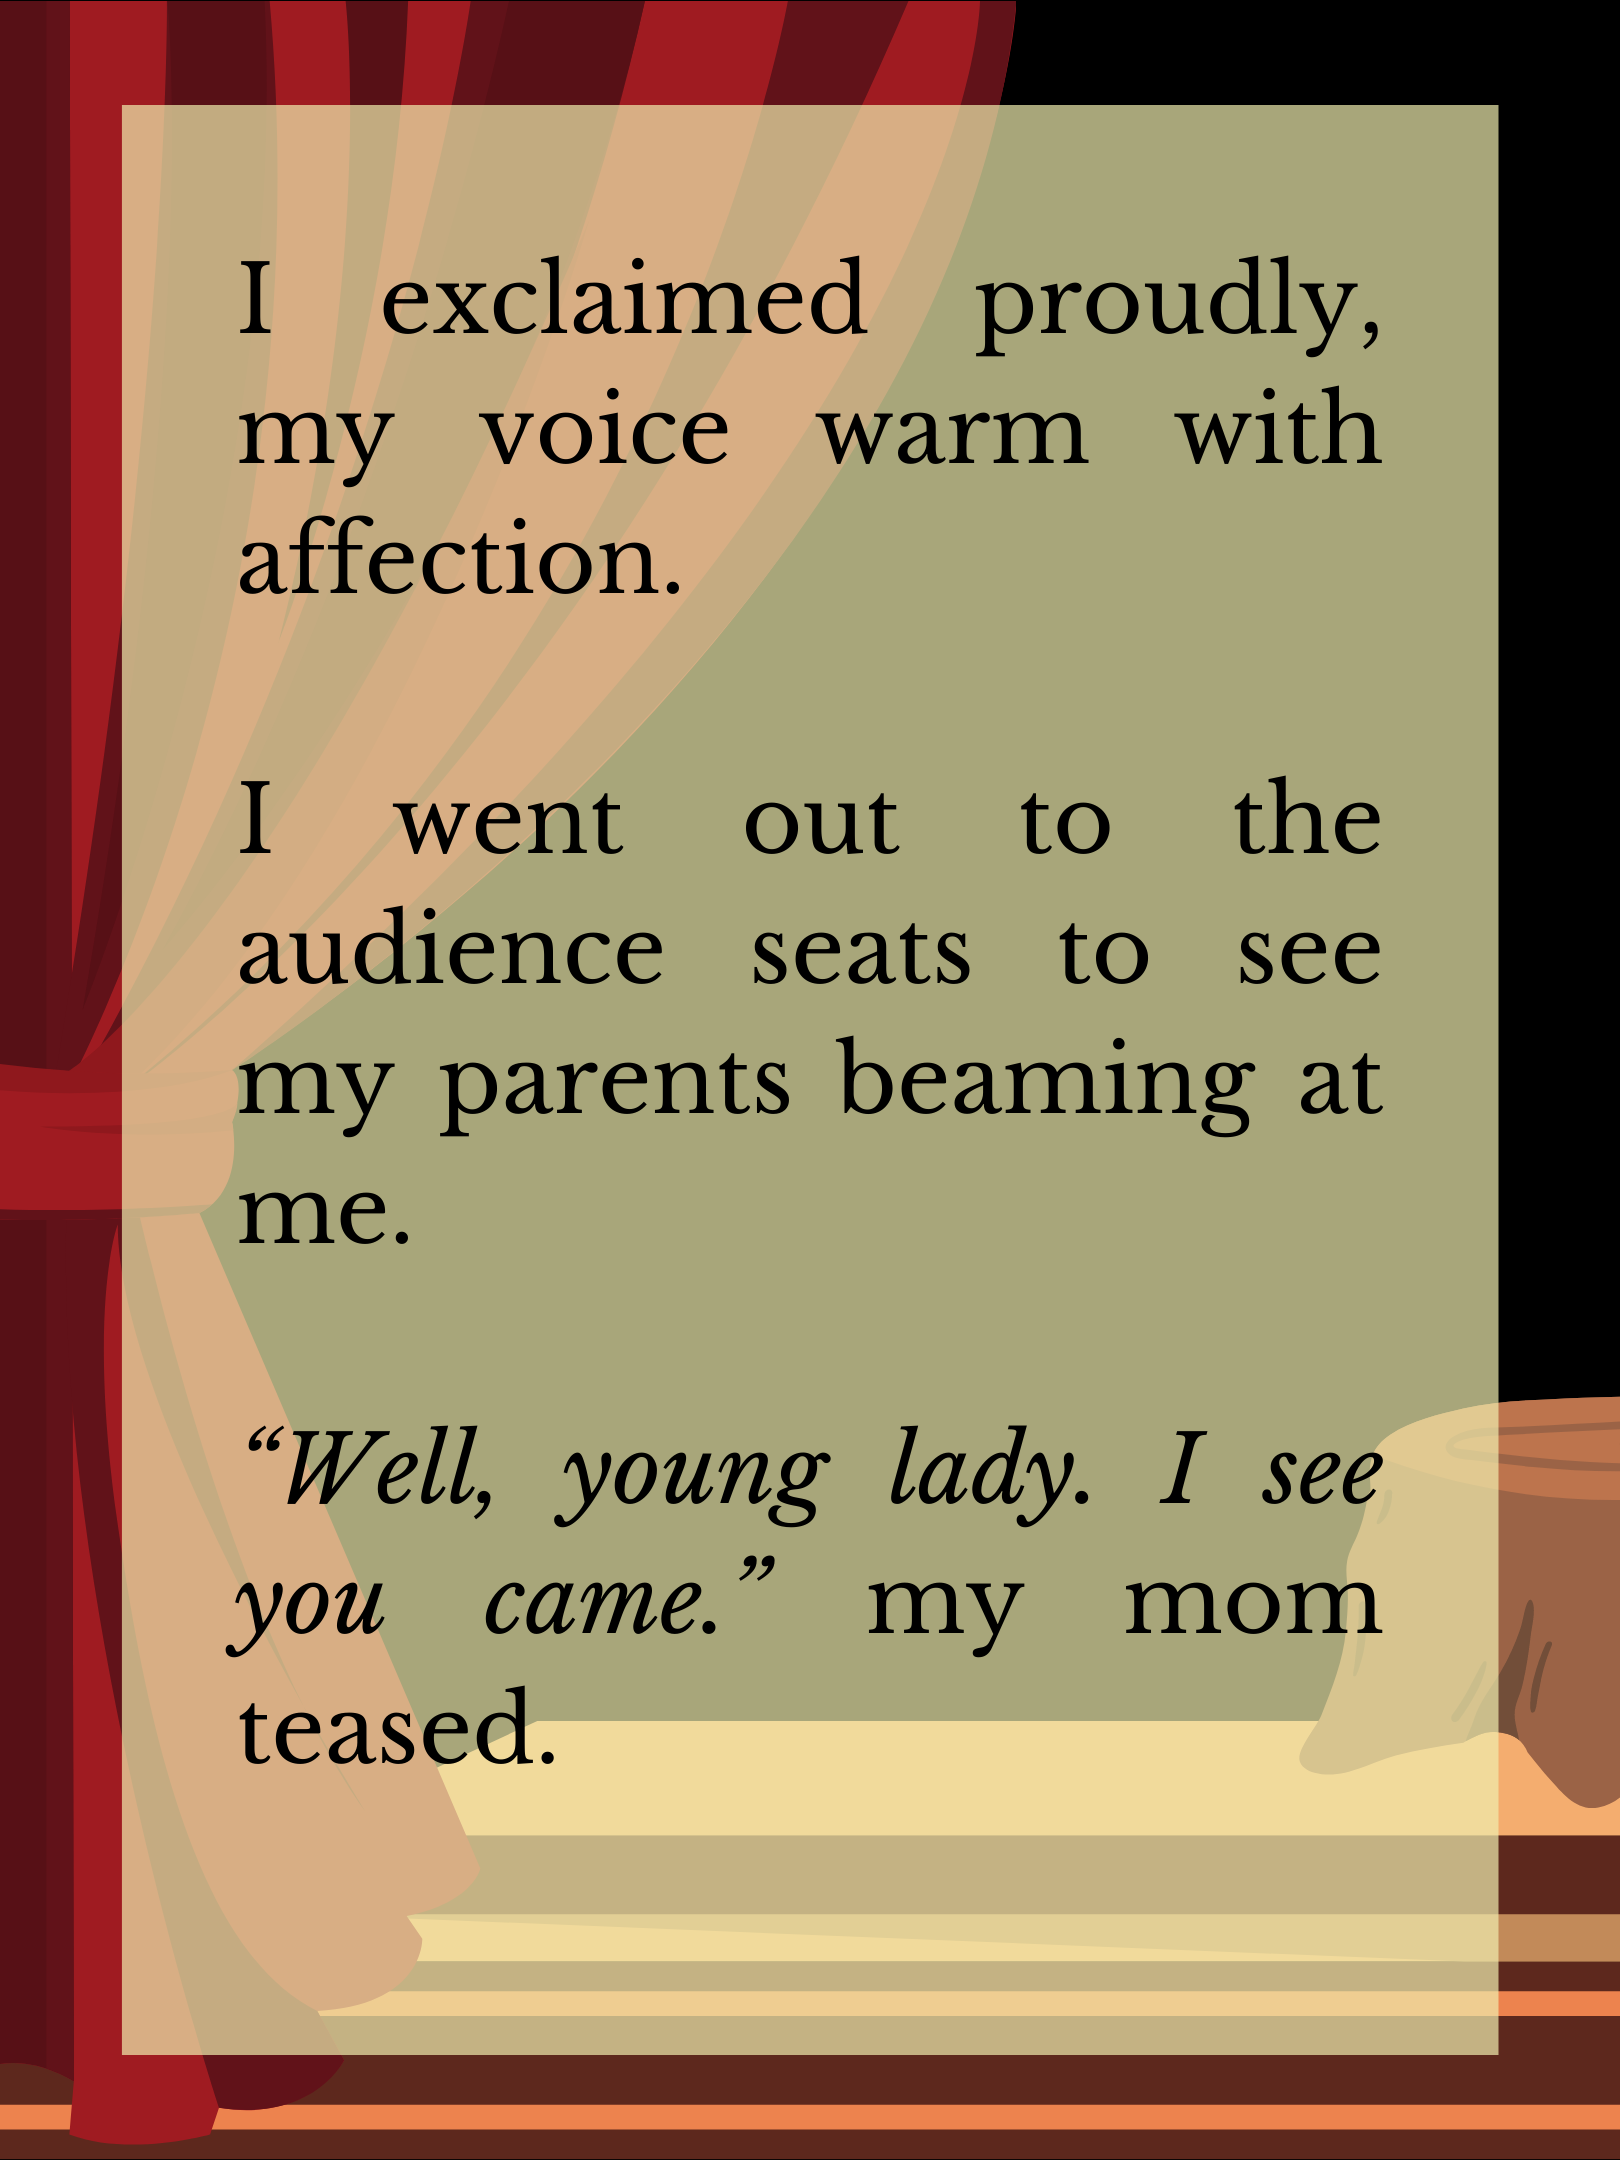 I exclaimed proudly,
my voice warm with
affection.
I went out to the
audience seats to see
my parents beaming at
me.
“Well, young lady. I see
you came.” my mom
teased.